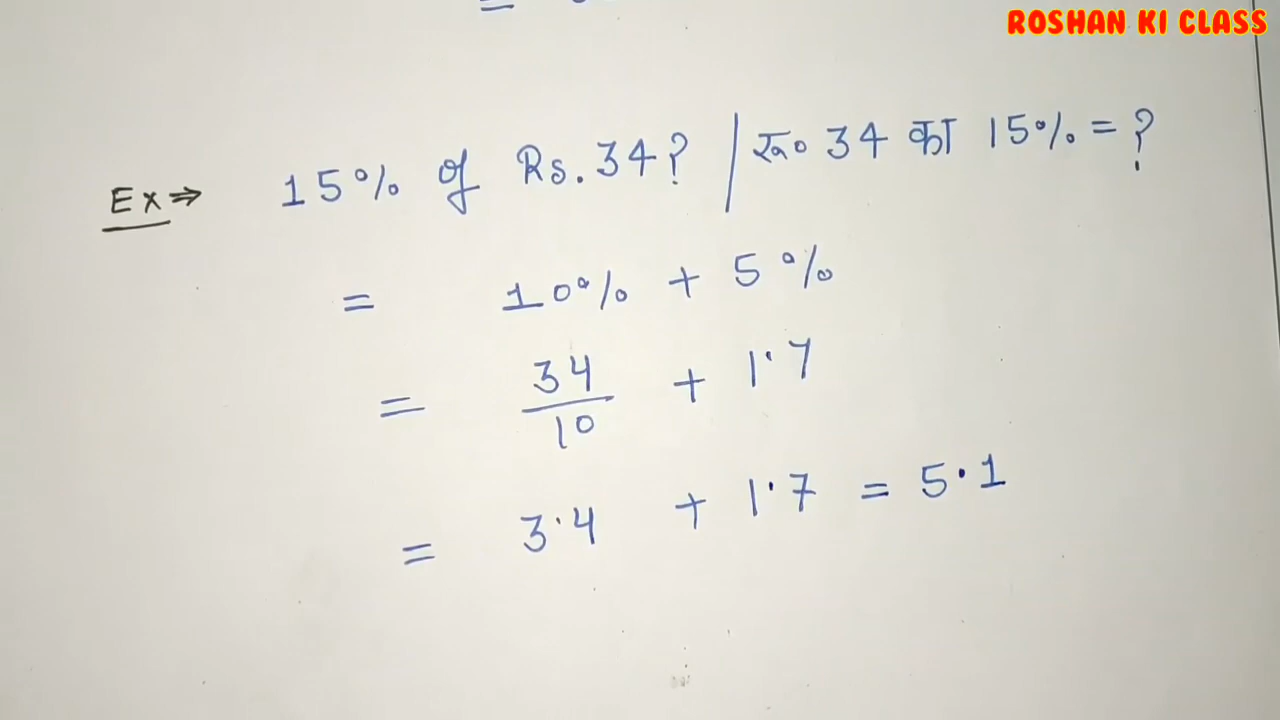 ROSHAN KI CLASS
Ex⇒ 15% of Rs. 34? / रू० 34 का 15% = ?
= 10% + 5%
= 34/10 + 1.7
= 3.4 + 1.7 = 5.1